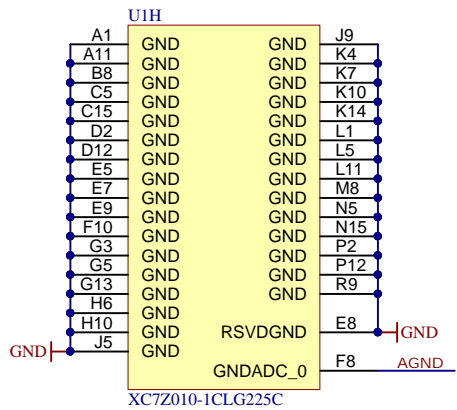 U1H
A1 GND GND J9
A11 GND GND K4
B8 GND GND K7
C5 GND GND K10
C15 GND GND K14
D2 GND GND L1
D12 GND GND L5
E5 GND GND L11
E7 GND GND M8
E9 GND GND N5
F10 GND GND N15
G3 GND GND P2
G5 GND GND P12
G13 GND GND R9
H6 GND
H10 GND RSVDGND E8 GND
GND J5 GND
GNDADC_0 F8 AGND
XC7Z010-1CLG225C